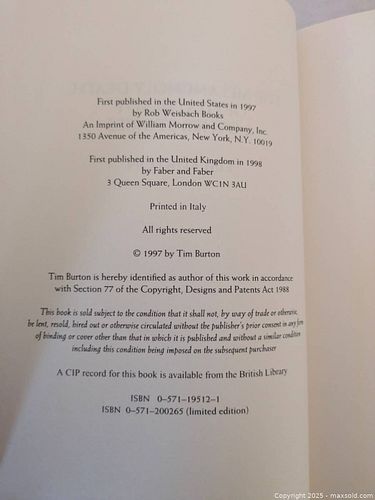 First published in the United States in 1997
by Rob Weisbach Books
An Imprint of William Morrow and Company, Inc.
1350 Avenue of the Americas, New York, N.Y. 10019
First published in the United Kingdom in 1998
by Faber and Faber
3 Queen Square, London WC1N 3AU
Printed in Italy
All rights reserved
© 1997 by Tim Burton
Tim Burton is hereby identified as author of this work in accordance
with Section 77 of the Copyright, Designs and Patents Act 1988
This book is sold subject to the condition that it shall not, by way of trade or otherwise,
be lent, resold, hired out or otherwise circulated without the publisher's prior consent in any form
of binding or cover other than that in which it is published and without a similar condition
including this condition being imposed on the subsequent purchaser
A CIP record for this book is available from the British Library
ISBN 0–571–19512–1
ISBN 0–571–200265 (limited edition)
Copyright 2025 - maxsold.com